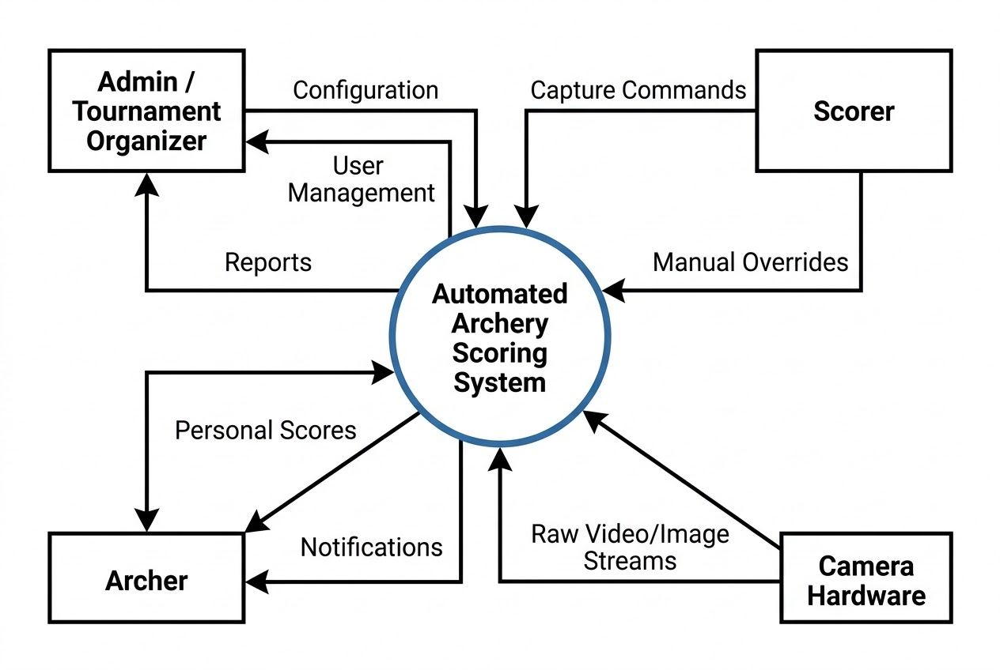 Admin /
Tournament
Organizer
Configuration
Capture Commands
Scorer
User
Management
Reports
Manual Overrides
Automated
Archery
Scoring
System
Personal Scores
Notifications
Raw Video/Image
Streams
Archer
Camera
Hardware